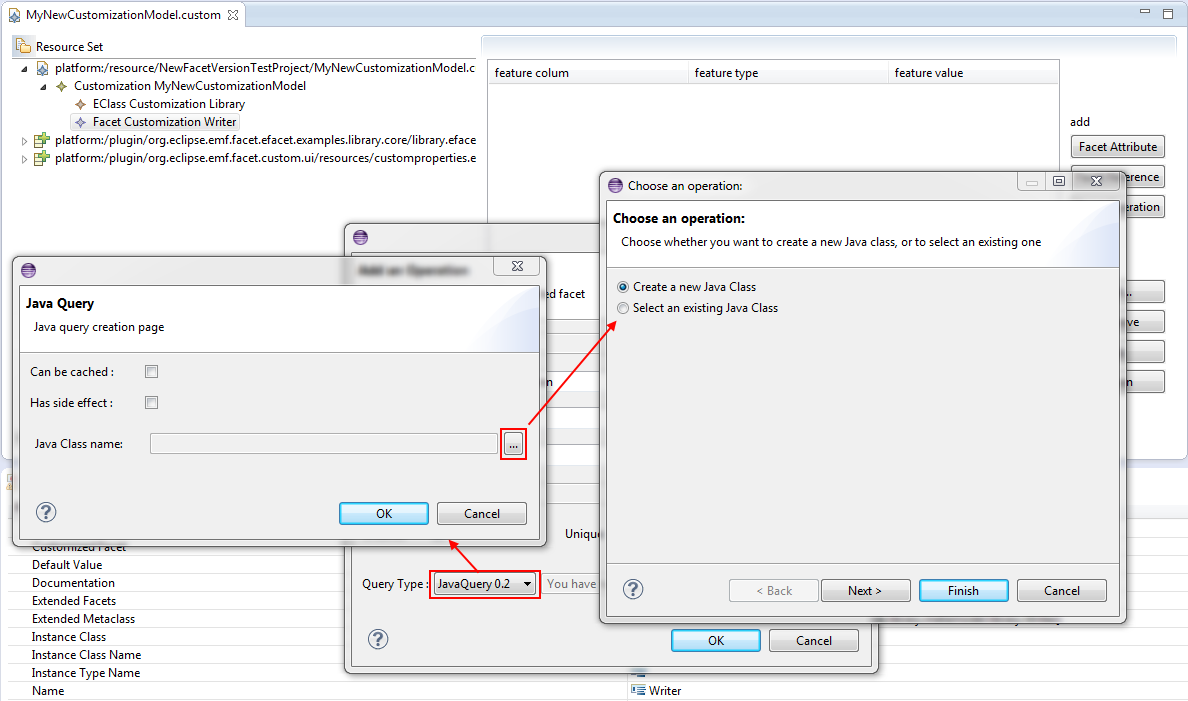 MyNewCustomizationModel.custom
Resource Set
platform:/resource/NewFacetVersionTestProject/MyNewCustomizationModel.c
Customization MyNewCustomizationModel
EClass Customization Library
Facet Customization Writer
platform:/plugin/org.eclipse.emf.facet.efacet.examples.library.core/library.eface
platform:/plugin/org.eclipse.emf.facet.custom.ui/resources/customproperties.e
feature colum feature type feature value
add
Facet Attribute
erence
eration
...
ve
n
Add an Operation
ed facet
n
Unique
Query Type : JavaQuery 0.2 You have
OK Cancel
Java Query
Java query creation page
Can be cached :
Has side effect :
Java Class name: ...
OK Cancel
Choose an operation:
Choose an operation:
Choose whether you want to create a new Java class, or to select an existing one
Create a new Java Class
Select an existing Java Class
< Back Next > Finish Cancel
Customized Facet
Default Value
Documentation
Extended Facets
Extended Metaclass
Instance Class
Instance Class Name
Instance Type Name
Name Writer